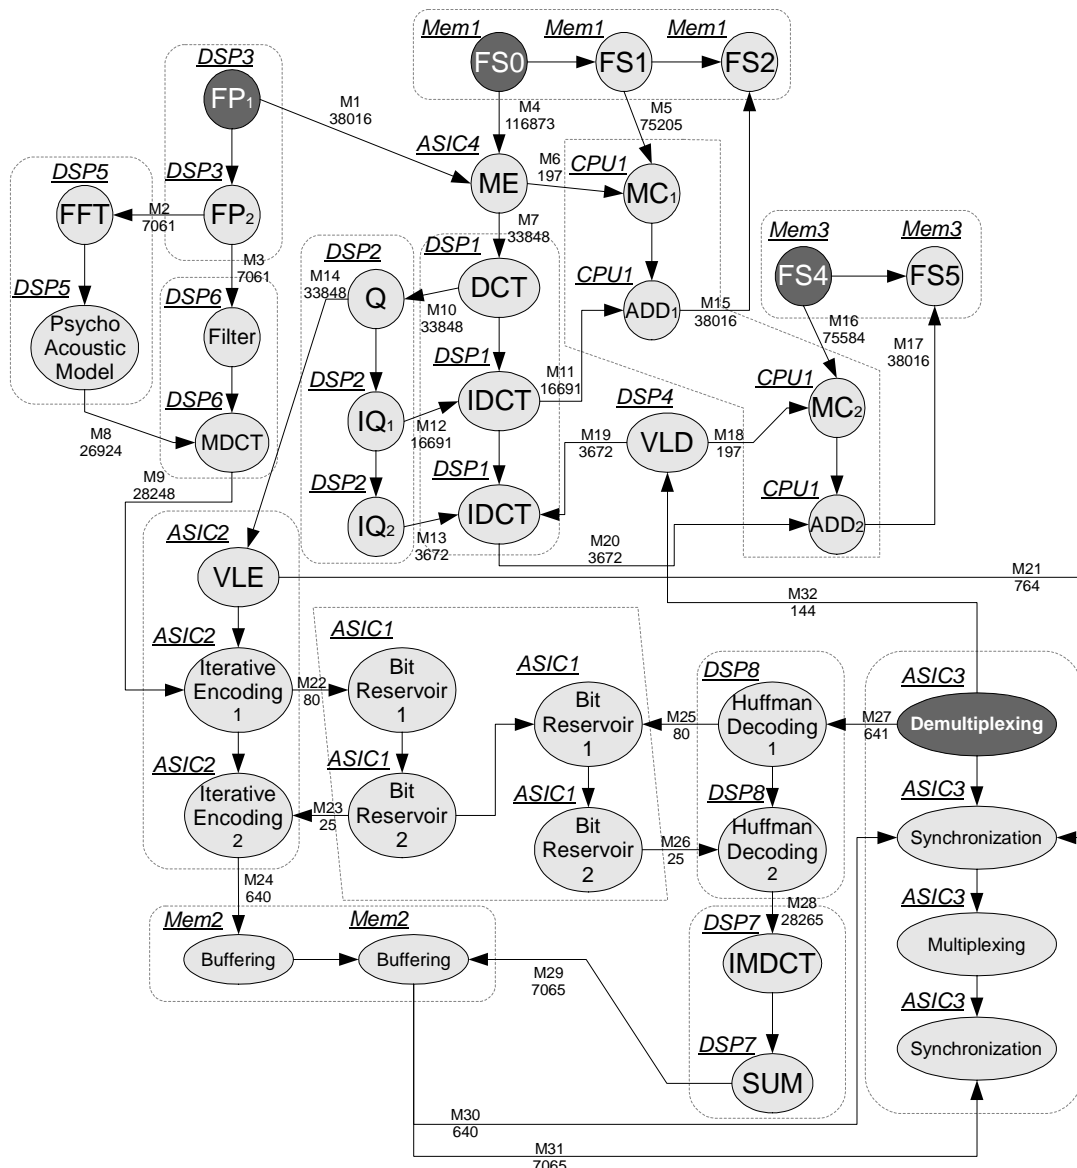 Mem1
Mem1
Mem1
FS0
FS1
FS2
DSP3
FP1
M1
38016
M4
116873
M5
75205
ASIC4
ME
M6
197
CPU1
MC1
DSP5
FFT
M2
7061
DSP3
FP2
M7
33848
Mem3
Mem3
FS4
FS5
M3
7061
M14
33848
DSP2
Q
DSP1
DCT
M10
33848
CPU1
ADD1
M15
38016
M16
75584
M17
38016
DSP5
Psycho
Acoustic
Model
DSP6
Filter
DSP1
IDCT
M11
16691
DSP2
IQ1
M12
16691
DSP4
VLD
M19
3672
M18
197
CPU1
MC2
M8
26924
DSP6
MDCT
M9
28248
DSP2
IQ2
M13
3672
DSP1
IDCT
M20
3672
CPU1
ADD2
ASIC2
VLE
M21
764
M32
144
ASIC2
Iterative
Encoding
1
M22
80
ASIC1
Bit
Reservoir
1
ASIC1
Bit
Reservoir
1
M25
80
DSP8
Huffman
Decoding
1
M27
641
ASIC3
Demultiplexing
ASIC2
Iterative
Encoding
2
M23
25
ASIC1
Bit
Reservoir
2
ASIC1
Bit
Reservoir
2
M26
25
DSP8
Huffman
Decoding
2
ASIC3
Synchronization
M24
640
Mem2
Buffering
Mem2
Buffering
M28
28265
DSP7
IMDCT
ASIC3
Multiplexing
M29
7065
DSP7
SUM
ASIC3
Synchronization
M30
640
M31
7065